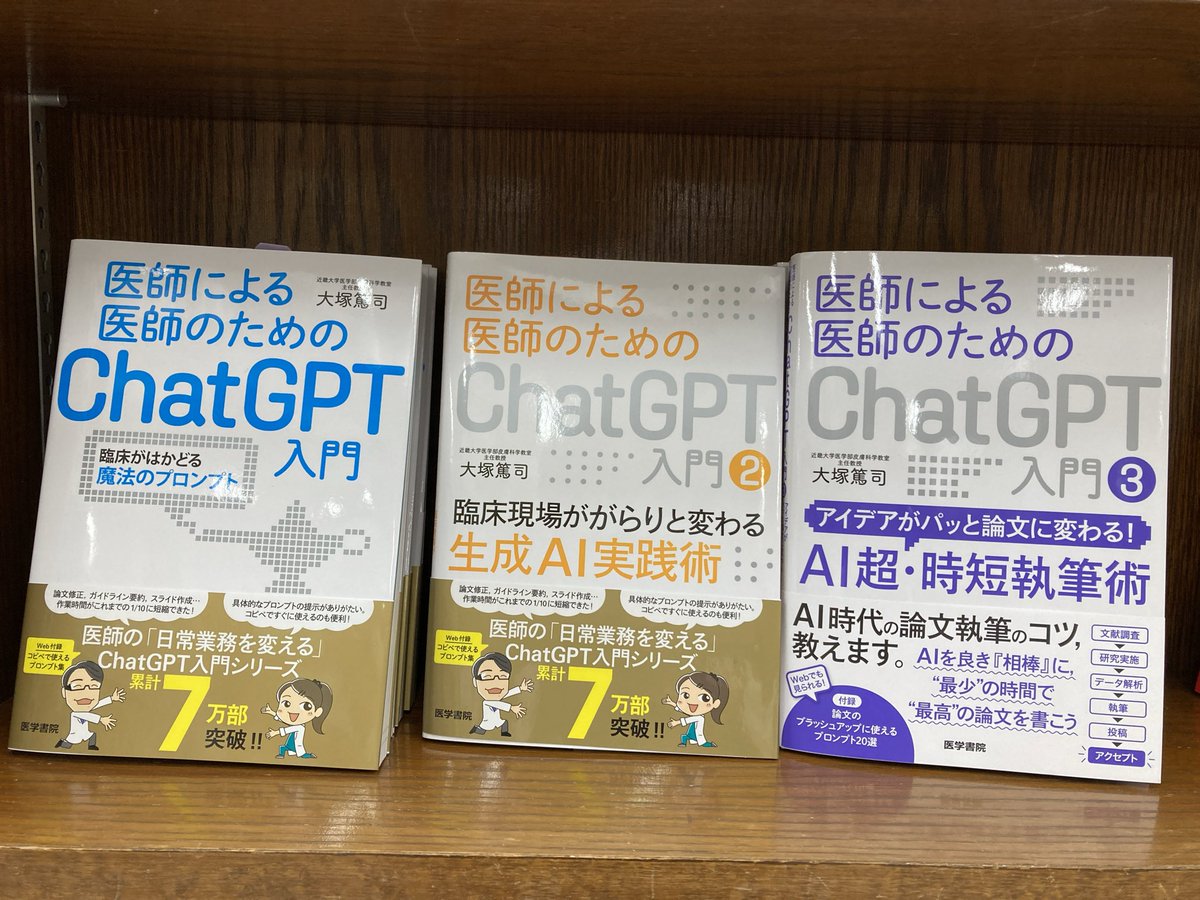 医師による
医師のための
ChatGPT
入門
近畿大学医学部皮膚科学教室
主任教授
大塚篤司
臨床がはかどる
魔法のプロンプト
論文修正, ガイドライン要約, スライド作成…
作業時間がこれまでの1/10に短縮できた!
具体的なプロンプトの提示がありがたい。
コピペですぐに使えるのも便利!
Web付録
コピペで使える
プロンプト集
医師の「日常業務を変える」
ChatGPT入門シリーズ
累計7万部突破!!
医学書院
医師による
医師のための
ChatGPT
入門2
近畿大学医学部皮膚科学教室
主任教授
大塚篤司
臨床現場ががらりと変わる
生成AI実践術
論文修正, ガイドライン要約, スライド作成…
作業時間がこれまでの1/10に短縮できた!
具体的なプロンプトの提示がありがたい。
コピペですぐに使えるのも便利!
Web付録
コピペで使える
プロンプト集
医師の「日常業務を変える」
ChatGPT入門シリーズ
累計7万部突破!!
医学書院
医師による
医師のための
ChatGPT
入門3
近畿大学医学部皮膚科学教室
主任教授
大塚篤司
アイデアがパッと論文に変わる!
AI超・時短執筆術
AI時代の論文執筆のコツ,
教えます。
AIを良き『相棒』に,
“最少”の時間で
“最高”の論文を書こう
Webでも
見られる!
付録
論文の
ブラッシュアップに使える
プロンプト20選
文献調査
研究実施
データ解析
執筆
投稿
アクセプト
医学書院